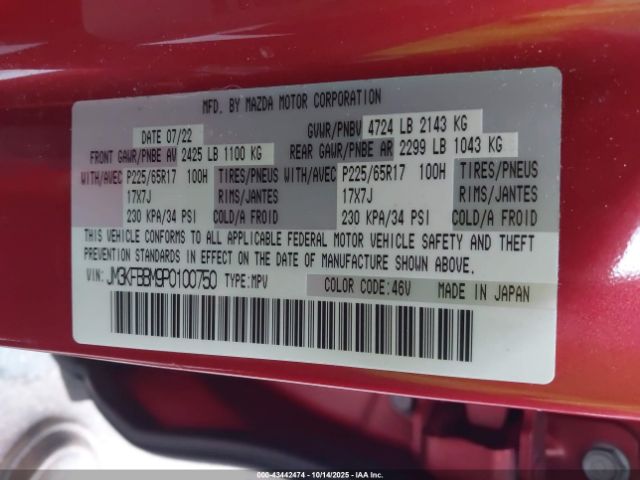 MFD. BY MAZDA MOTOR CORPORATION
DATE 07/22 GVWR/PNBV 4724 LB 2143 KG
FRONT GAWR/PNBE AV 2425 LB 1100 KG REAR GAWR/PNBE AR 2299 LB 1043 KG
WITH/AVEC P225/65R17 100H TIRES/PNEUS WITH/AVEC P225/65R17 100H TIRES/PNEUS
17X7J RIMS/JANTES 17X7J RIMS/JANTES
230 KPA/34 PSI COLD/A FROID 230 KPA/34 PSI COLD/A FROID
THIS VEHICLE CONFORMS TO ALL APPLICABLE FEDERAL MOTOR VEHICLE SAFETY AND THEFT
PREVENTION STANDARDS IN EFFECT ON THE DATE OF MANUFACTURE SHOWN ABOVE.
VIN: JM3KFBBM9P0100750 TYPE:MPV COLOR CODE:46V MADE IN JAPAN
000-43442474 | 10/14/2025 | IAA Inc.